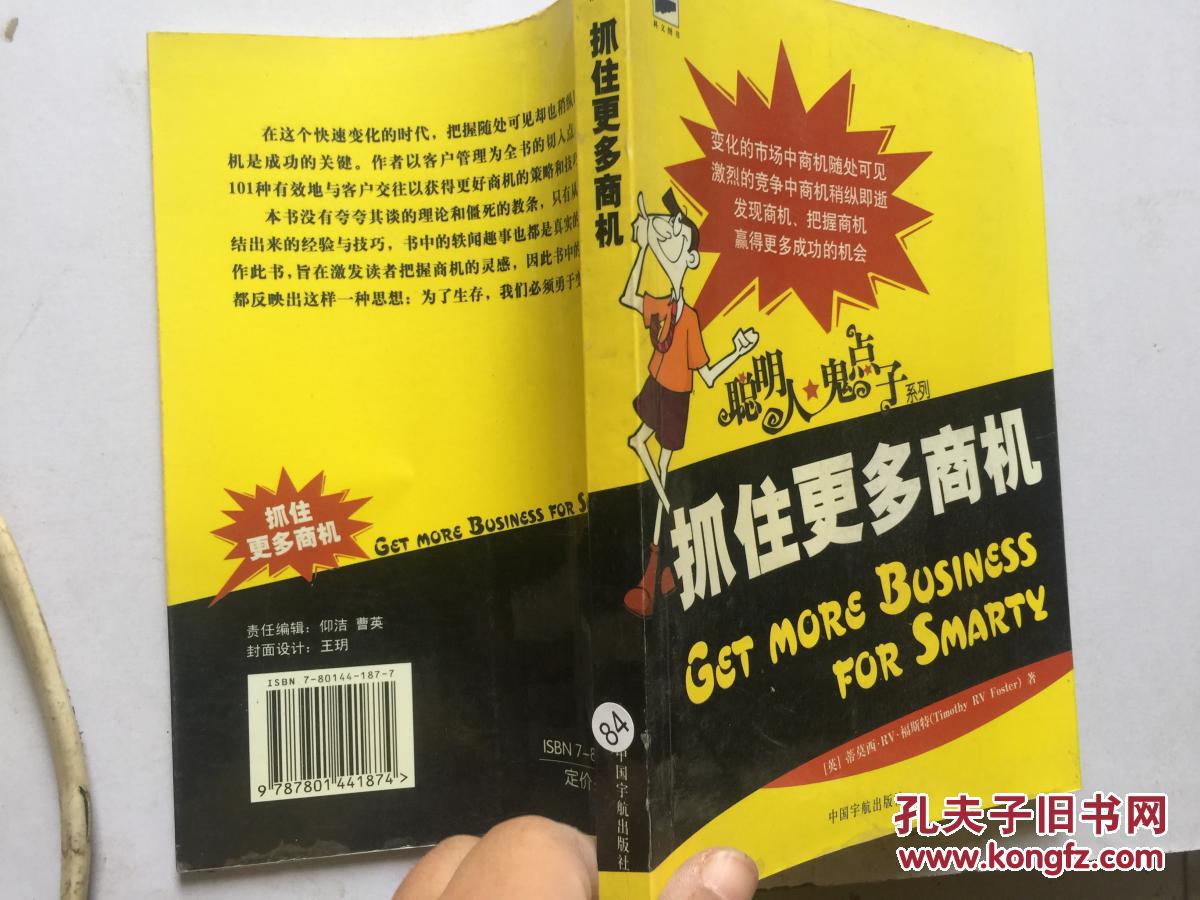 在这个快速变化的时代，把握随处可见却也稍纵
机是成功的关键。作者以客户管理为全书的切入点
101种有效地与客户交往以获得更好商机的策略和技巧
本书没有夸夸其谈的理论和僵死的教条，只有从
结出来的经验与技巧，书中的轶闻趣事也都是真实的
作此书，旨在激发读者把握商机的灵感，因此书中的
都反映出这样一种思想：为了生存，我们必须勇于变
抓住
更多商机
GET MORE BUSINESS FOR S
责任编辑：仰洁 曹英
封面设计：王玥
ISBN 7-80144-187-7
9 787801 441874 >
ISBN 7-8
定价
抓住更多商机
84
中国宇航出版社
科文图书
变化的市场中商机随处可见
激烈的竞争中商机稍纵即逝
发现商机、把握商机
赢得更多成功的机会
聪明人★鬼点子系列
抓住更多商机
GET MORE BUSINESS
FOR SMARTY
[英] 蒂莫西·RV·福斯特(Timothy RV Foster) 著
中国宇航出版
孔夫子旧书网
www.kongfz.com